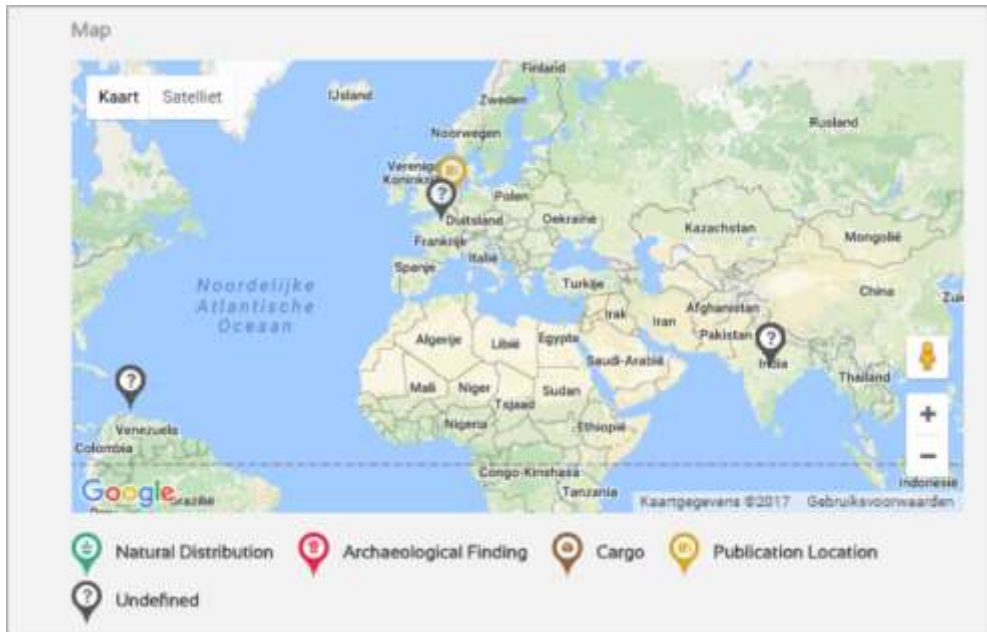 Map
Kaart Satelliet
Finland
IJsland
Zweden
Rusland
Noorwegen
Verenigd
Koninkrijk
Polen
Duitsland
Oekraïne
Kazachstan
Mongolië
Frankrijk
Italië
Spanje
Noordelijke
Atlantische
Oceaan
Turkije
China
Zui
Afghanistan
Irak
Iran
Algerije
Libië
Egypte
Pakistan
Saudi-Arabië
India
Thailand
Mali
Niger
Sudan
Tsjaad
Venezuela
Nigeria
Ethiopië
Colombia
Congo-Kinshasa
Indonesië
Google
Brazilië
Tanzania
Kaartgegevens ©2017 Gebruiksvoorwaarden
Natural Distribution Archaeological Finding Cargo Publication Location
Undefined